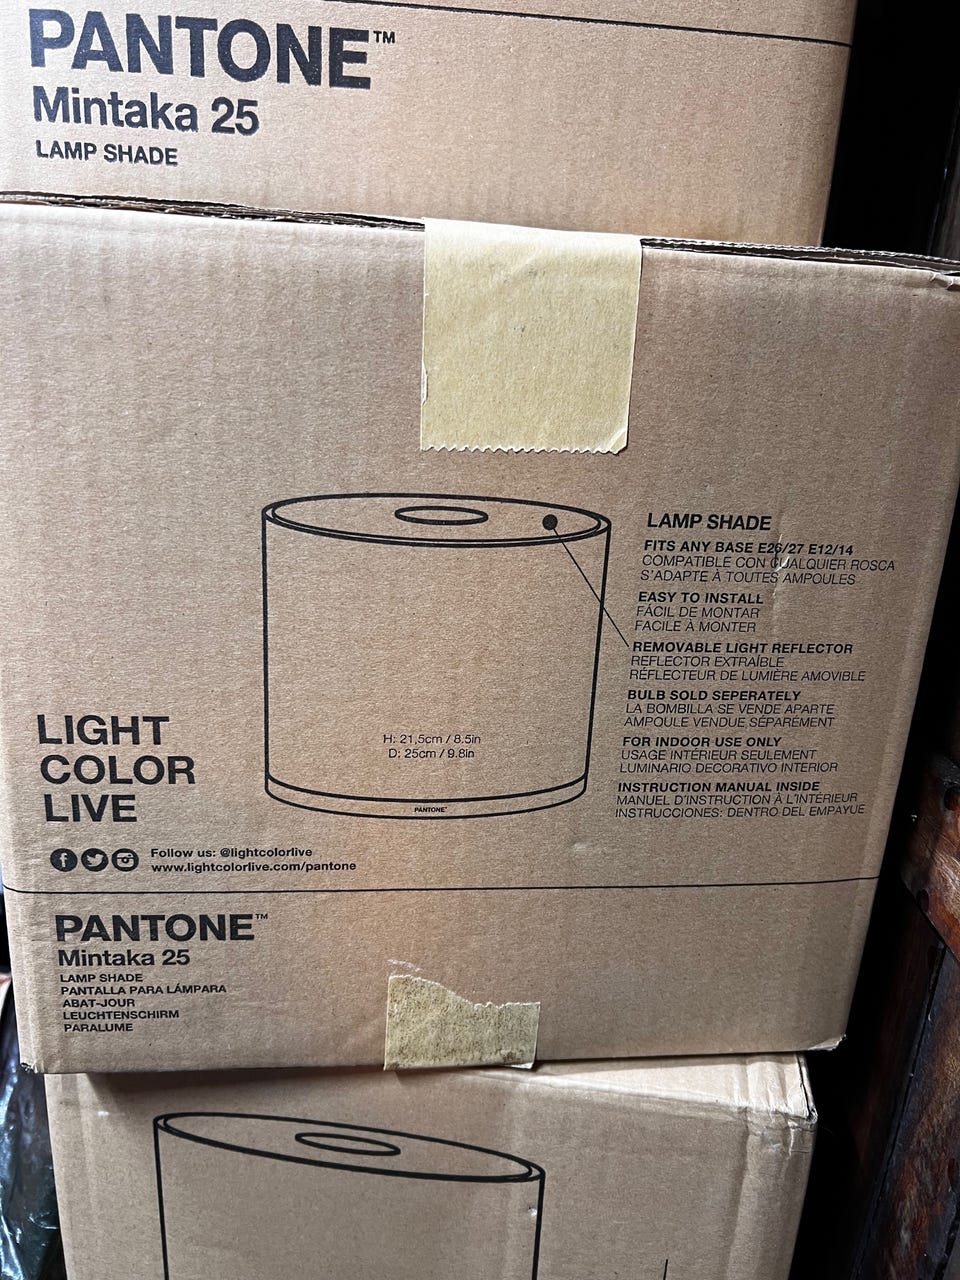 PANTONE™
Mintaka 25
LAMP SHADE
LAMP SHADE
FITS ANY BASE E26/27 E12/14
COMPATIBLE CON CUALQUIER ROSCA
S'ADAPTE À TOUTES AMPOULES
EASY TO INSTALL
FÁCIL DE MONTAR
FACILE À MONTER
REMOVABLE LIGHT REFLECTOR
REFLECTOR EXTRAÍBLE
RÉFLECTEUR DE LUMIÈRE AMOVIBLE
BULB SOLD SEPERATELY
LA BOMBILLA SE VENDE APARTE
AMPOULE VENDUE SÉPARÉMENT
FOR INDOOR USE ONLY
USAGE INTÉRIEUR SEULEMENT
LUMINARIO DECORATIVO INTERIOR
INSTRUCTION MANUAL INSIDE
MANUEL D'INSTRUCTION À L'INTÉRIEUR
INSTRUCCIONES: DENTRO DEL EMPAQUE
H: 21,5cm / 8.5in
D: 25cm / 9.8in
PANTONE™
LIGHT
COLOR
LIVE
Follow us: @lightcolorlive
www.lightcolorlive.com/pantone
PANTONE™
Mintaka 25
LAMP SHADE
PANTALLA PARA LÁMPARA
ABAT-JOUR
LEUCHTENSCHIRM
PARALUME